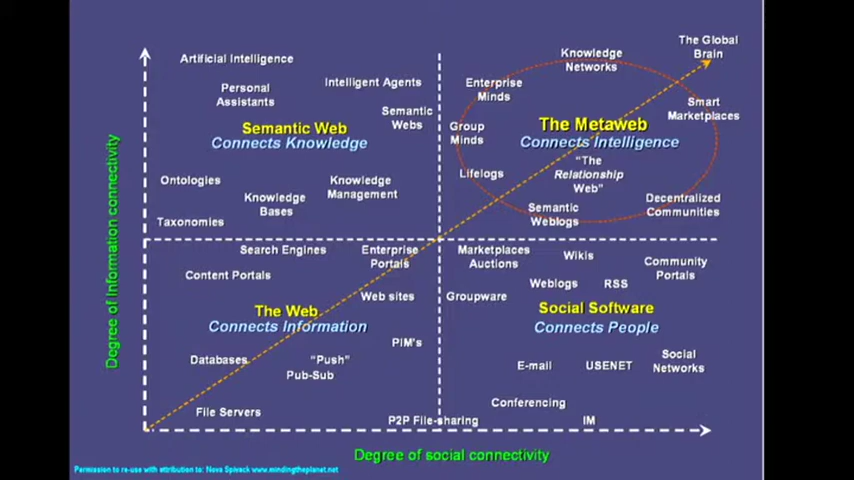 The Global
Brain
Knowledge
Networks
Artificial Intelligence
Intelligent Agents
Enterprise
Minds
Personal
Assistants
Semantic
Webs
Smart
Marketplaces
Semantic Web
Connects Knowledge
Group
Minds
The Metaweb
Connects Intelligence
"The
Relationship
Web"
Lifelogs
Ontologies
Knowledge
Management
Knowledge
Bases
Decentralized
Communities
Semantic
Weblogs
Taxonomies
Degree of Information connectivity
Search Engines
Enterprise
Portals
Marketplaces
Auctions
Wikis
Community
Portals
Content Portals
Weblogs
RSS
Web sites
Groupware
The Web
Connects Information
Social Software
Connects People
PIM's
Databases
"Push"
Pub-Sub
E-mail
USENET
Social
Networks
File Servers
Conferencing
P2P File-sharing
IM
Degree of social connectivity
Permission to re-use with attribution to: Nova Spivack www.mindingtheplanet.net